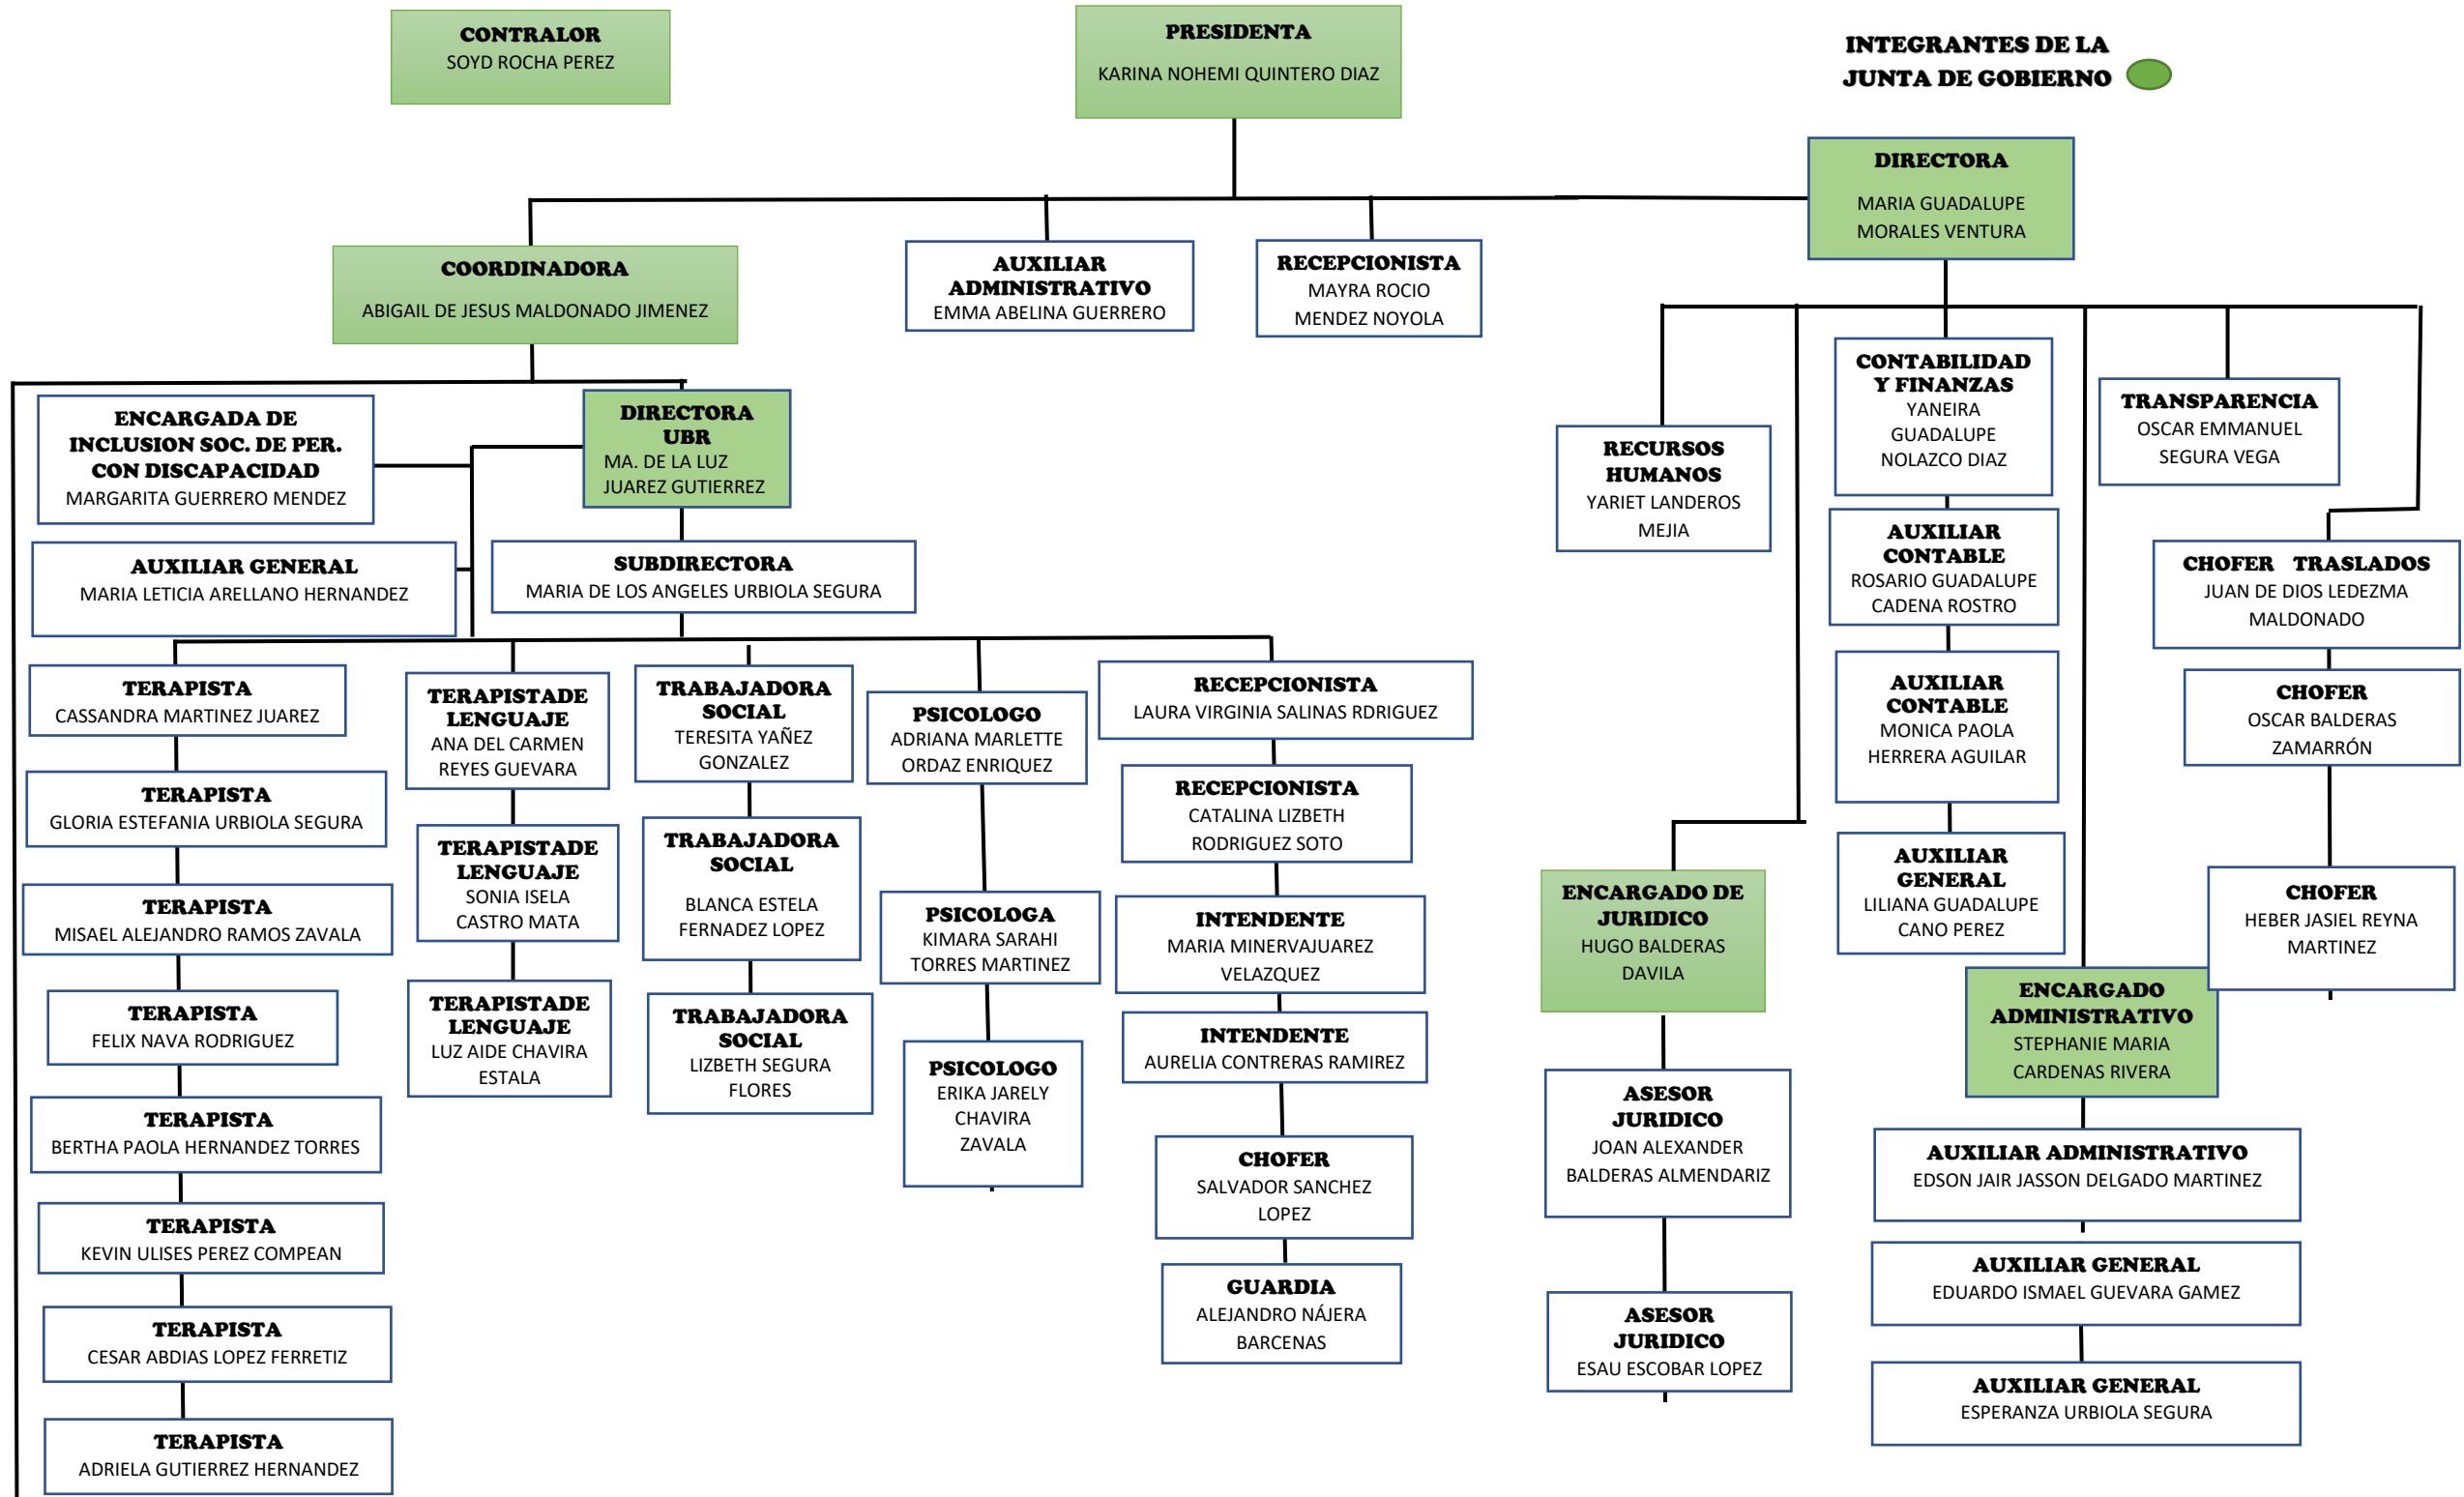 CONTRALOR
SOYD ROCHA PEREZ
PRESIDENTA
KARINA NOHEMI QUINTERO DIAZ
INTEGRANTES DE LA
JUNTA DE GOBIERNO
DIRECTORA
MARIA GUADALUPE
MORALES VENTURA
COORDINADORA
ABIGAIL DE JESUS MALDONADO JIMENEZ
AUXILIAR
ADMINISTRATIVO
EMMA ABELINA GUERRERO
RECEPCIONISTA
MAYRA ROCIO
MENDEZ NOYOLA
ENCARGADA DE
INCLUSION SOC. DE PER.
CON DISCAPACIDAD
MARGARITA GUERRERO MENDEZ
DIRECTORA
UBR
MA. DE LA LUZ
JUAREZ GUTIERREZ
AUXILIAR GENERAL
MARIA LETICIA ARELLANO HERNANDEZ
SUBDIRECTORA
MARIA DE LOS ANGELES URBIOLA SEGURA
TERAPISTA
CASSANDRA MARTINEZ JUAREZ
TERAPISTA
GLORIA ESTEFANIA URBIOLA SEGURA
TERAPISTA
MISAEL ALEJANDRO RAMOS ZAVALA
TERAPISTA
FELIX NAVA RODRIGUEZ
TERAPISTA
BERTHA PAOLA HERNANDEZ TORRES
TERAPISTA
KEVIN ULISES PEREZ COMPEAN
TERAPISTA
CESAR ABDIAS LOPEZ FERRETIZ
TERAPISTA
ADRIELA GUTIERREZ HERNANDEZ
TERAPISTADE
LENGUAJE
ANA DEL CARMEN
REYES GUEVARA
TERAPISTADE
LENGUAJE
SONIA ISELA
CASTRO MATA
TERAPISTADE
LENGUAJE
LUZ AIDE CHAVIRA
ESTALA
TRABAJADORA
SOCIAL
TERESITA YAÑEZ
GONZALEZ
TRABAJADORA
SOCIAL
BLANCA ESTELA
FERNADEZ LOPEZ
TRABAJADORA
SOCIAL
LIZBETH SEGURA
FLORES
PSICOLOGO
ADRIANA MARLETTE
ORDAZ ENRIQUEZ
PSICOLOGA
KIMARA SARAHI
TORRES MARTINEZ
PSICOLOGO
ERIKA JARELY
CHAVIRA
ZAVALA
RECEPCIONISTA
LAURA VIRGINIA SALINAS RDRIGUEZ
RECEPCIONISTA
CATALINA LIZBETH
RODRIGUEZ SOTO
INTENDENTE
MARIA MINERVAJUAREZ
VELAZQUEZ
INTENDENTE
AURELIA CONTRERAS RAMIREZ
CHOFER
SALVADOR SANCHEZ
LOPEZ
GUARDIA
ALEJANDRO NÁJERA
BARCENAS
RECURSOS
HUMANOS
YARIET LANDEROS
MEJIA
ENCARGADO DE
JURIDICO
HUGO BALDERAS
DAVILA
ASESOR
JURIDICO
JOAN ALEXANDER
BALDERAS ALMENDARIZ
ASESOR
JURIDICO
ESAU ESCOBAR LOPEZ
CONTABILIDAD
Y FINANZAS
YANEIRA
GUADALUPE
NOLAZCO DIAZ
AUXILIAR
CONTABLE
ROSARIO GUADALUPE
CADENA ROSTRO
AUXILIAR
CONTABLE
MONICA PAOLA
HERRERA AGUILAR
AUXILIAR
GENERAL
LILIANA GUADALUPE
CANO PEREZ
ENCARGADO
ADMINISTRATIVO
STEPHANIE MARIA
CARDENAS RIVERA
AUXILIAR ADMINISTRATIVO
EDSON JAIR JASSON DELGADO MARTINEZ
AUXILIAR GENERAL
EDUARDO ISMAEL GUEVARA GAMEZ
AUXILIAR GENERAL
ESPERANZA URBIOLA SEGURA
TRANSPARENCIA
OSCAR EMMANUEL
SEGURA VEGA
CHOFER TRASLADOS
JUAN DE DIOS LEDEZMA
MALDONADO
CHOFER
OSCAR BALDERAS
ZAMARRÓN
CHOFER
HEBER JASIEL REYNA
MARTINEZ